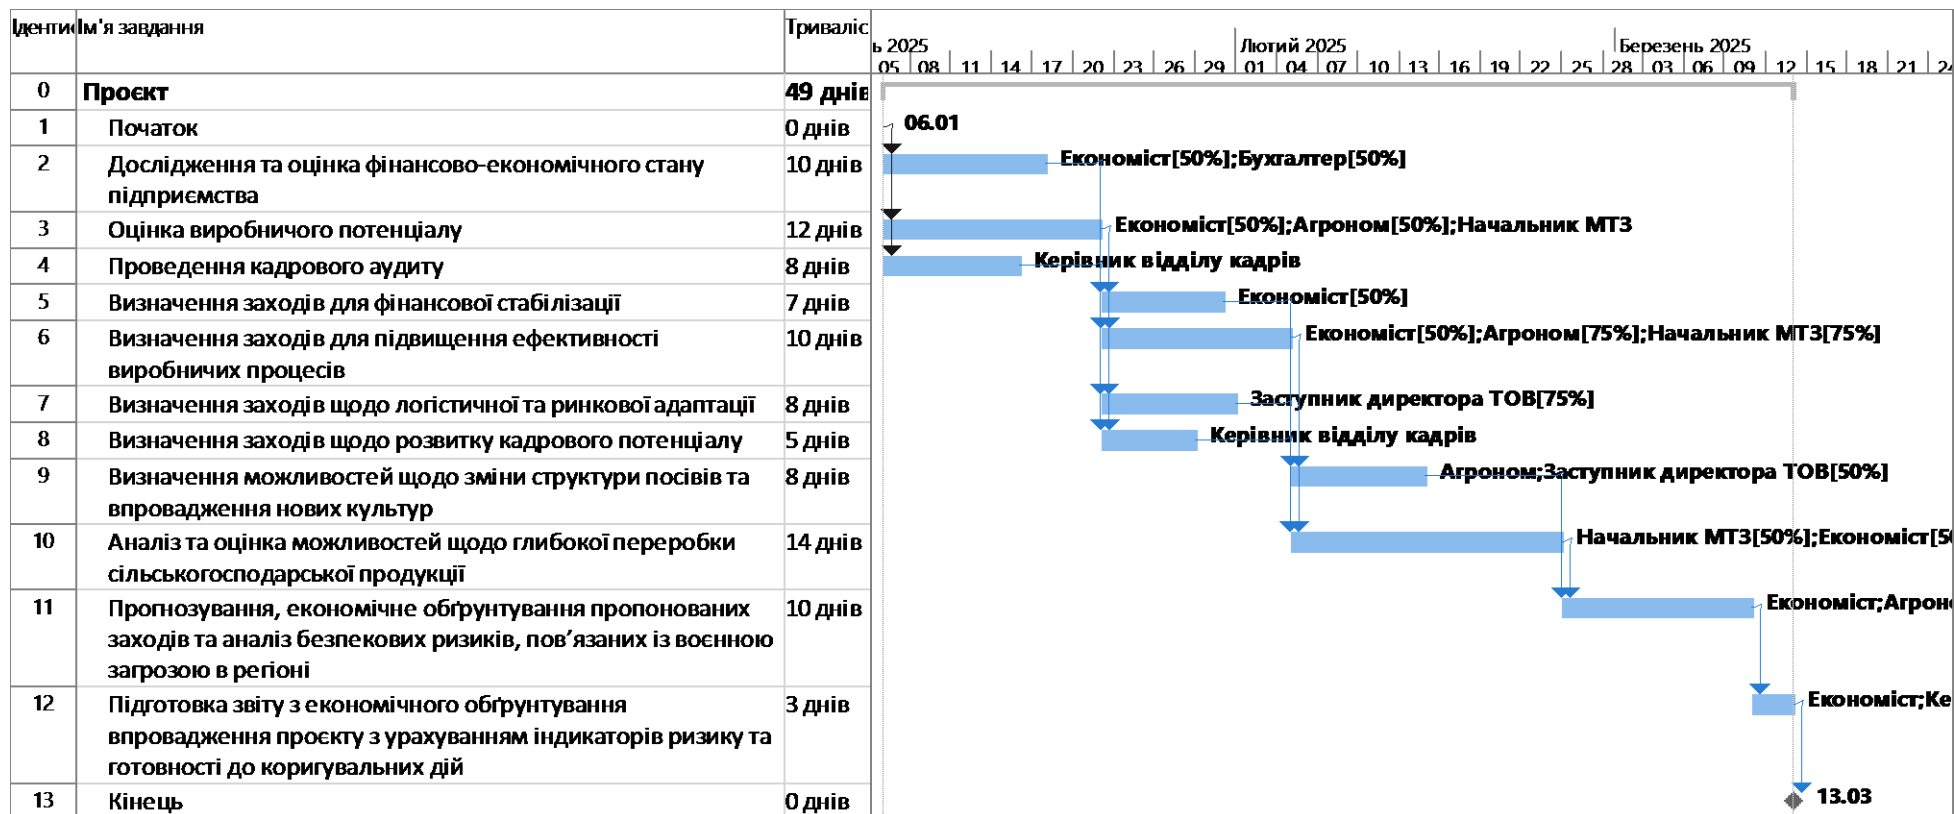 Ідентис Ім'я завдання Триваліс
ь 2025 Лютий 2025 Березень 2025
05 08 11 14 17 20 23 26 29 01 04 07 10 13 16 19 22 25 28 03 06 09 12 15 18 21 24
0 Проєкт 49 днів
1 Початок 0 днів 06.01
2 Дослідження та оцінка фінансово-економічного стану 10 днів Економіст[50%];Бухгалтер[50%]
підприємства
3 Оцінка виробничого потенціалу 12 днів Економіст[50%];Агроном[50%];Начальник МТЗ
4 Проведення кадрового аудиту 8 днів Керівник відділу кадрів
5 Визначення заходів для фінансової стабілізації 7 днів Економіст[50%]
6 Визначення заходів для підвищення ефективності 10 днів Економіст[50%];Агроном[75%];Начальник МТЗ[75%]
виробничих процесів
7 Визначення заходів щодо логістичної та ринкової адаптації 8 днів Заступник директора ТОВ[75%]
8 Визначення заходів щодо розвитку кадрового потенціалу 5 днів Керівник відділу кадрів
9 Визначення можливостей щодо зміни структури посівів та 8 днів Агроном;Заступник директора ТОВ[50%]
впровадження нових культур
10 Аналіз та оцінка можливостей щодо глибокої переробки 14 днів Начальник МТЗ[50%];Економіст[50
сільськогосподарської продукції
11 Прогнозування, економічне обґрунтування пропонованих 10 днів Економіст;Агроно
заходів та аналіз безпекових ризиків, пов’язаних із воєнною
загрозою в регіоні
12 Підготовка звіту з економічного обґрунтування 3 днів Економіст;Ке
впровадження проєкту з урахуванням індикаторів ризику та
готовності до коригувальних дій
13 Кінець 0 днів 13.03